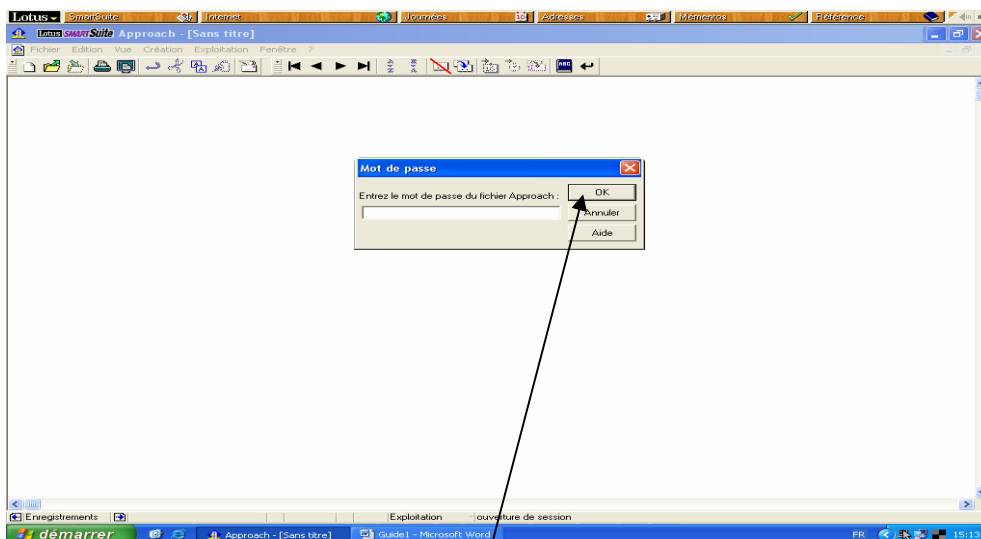 Lotus SmartSuite Internet Journées 30 Adresses Mémentos Référence
Lotus SMARTSuite Approach - [Sans titre]
Fichier Edition Vue Création Exploitation Fenêtre ?
Mot de passe
Entrez le mot de passe du fichier Approach :
OK
Annuler
Aide
Enregistrements Exploitation ouverture de session
démarrer Approach - [Sans titre] Guide1 - Microsoft Word FR 15:13